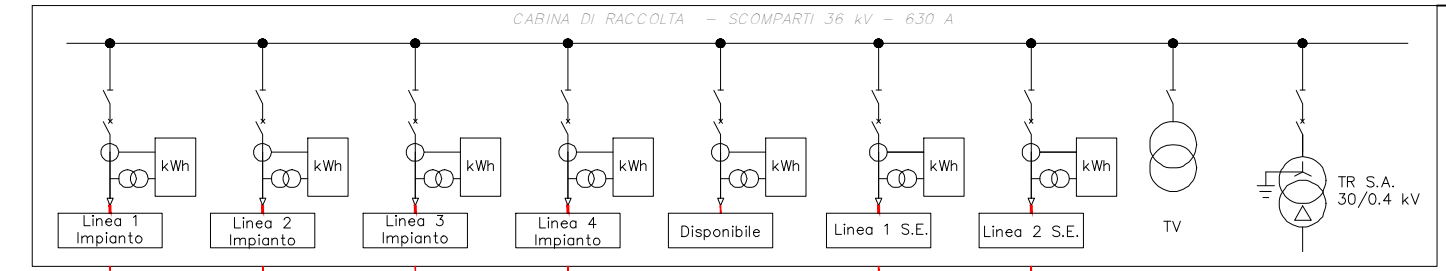 CABINA DI RACCOLTA – SCOMPARTI 36 kV – 630 A
kWh
kWh
kWh
kWh
kWh
kWh
kWh
Linea 1
Impianto
Linea 2
Impianto
Linea 3
Impianto
Linea 4
Impianto
Disponibile
Linea 1 S.E.
Linea 2 S.E.
TV
TR S.A.
30/0.4 kV